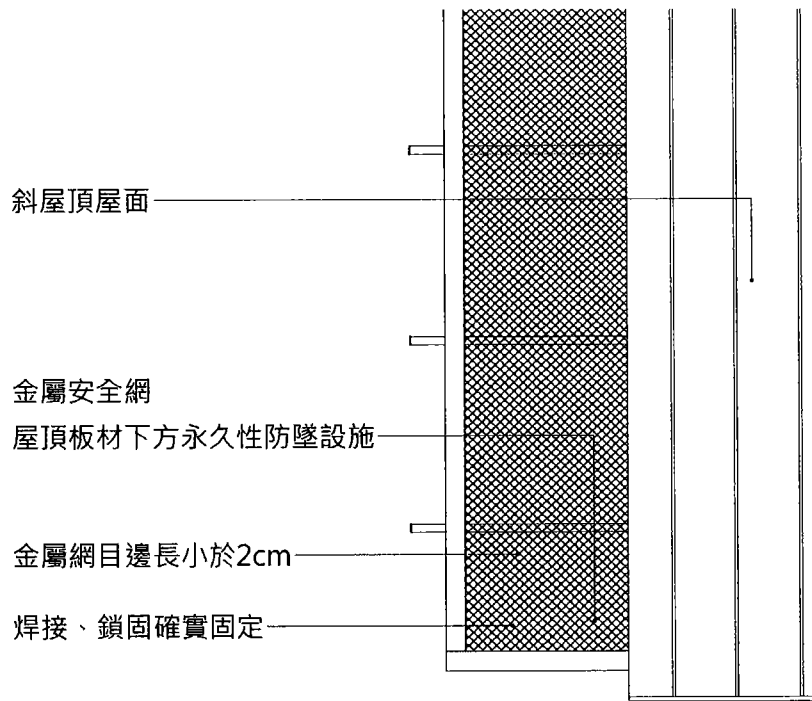 斜屋頂屋面
金屬安全網
屋頂板材下方永久性防墜設施
金屬網目邊長小於2cm
焊接、鎖固確實固定